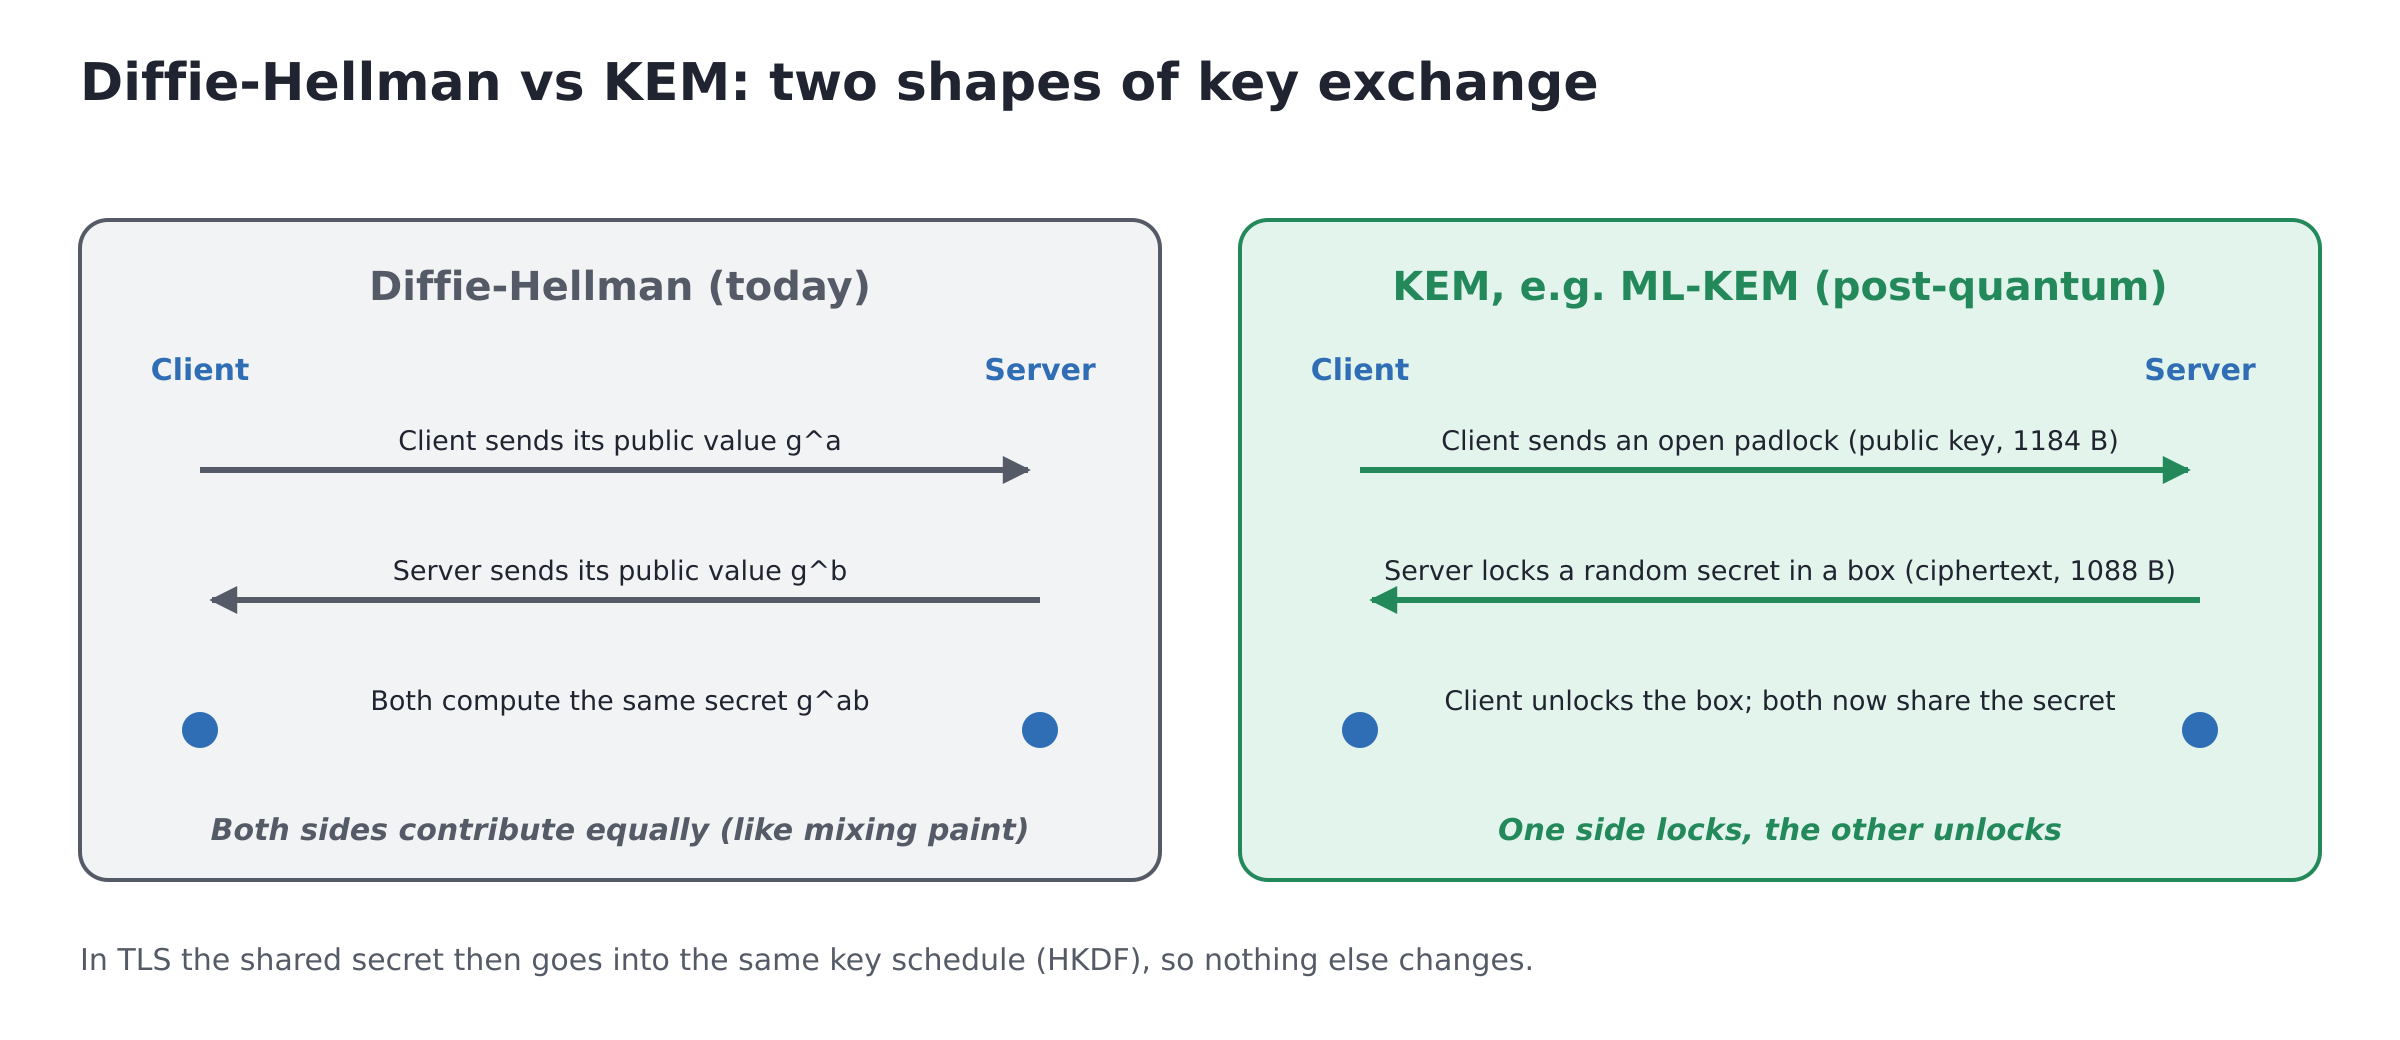 Diffie-Hellman vs KEM: two shapes of key exchange
Diffie-Hellman (today)
Client
Server
Client sends its public value g^a
Server sends its public value g^b
Both compute the same secret g^ab
Both sides contribute equally (like mixing paint)
KEM, e.g. ML-KEM (post-quantum)
Client
Server
Client sends an open padlock (public key, 1184 B)
Server locks a random secret in a box (ciphertext, 1088 B)
Client unlocks the box; both now share the secret
One side locks, the other unlocks
In TLS the shared secret then goes into the same key schedule (HKDF), so nothing else changes.